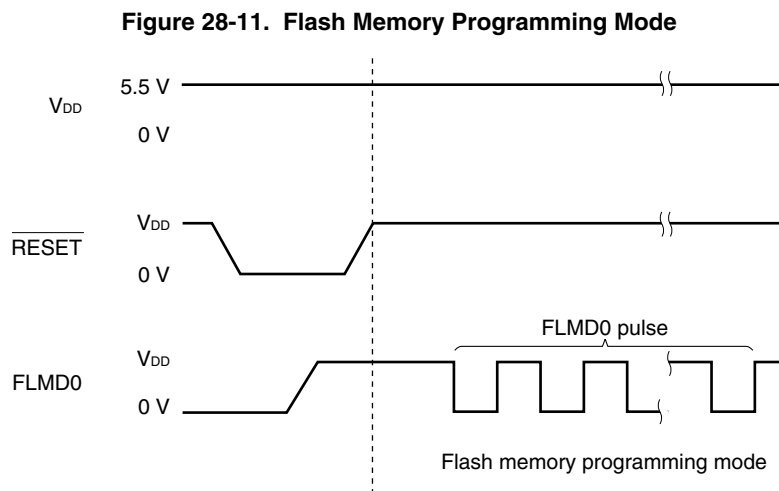 Figure 28-11. Flash Memory Programming Mode
5.5 V
VDD
0 V
VDD
RESET
0 V
FLMD0 pulse
VDD
FLMD0
0 V
Flash memory programming mode